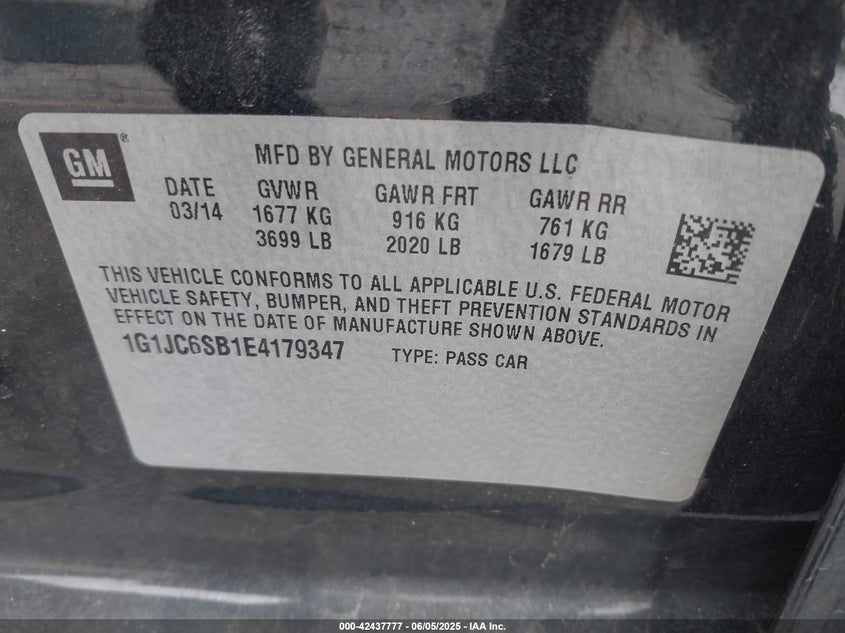 GM
®
MFD BY GENERAL MOTORS LLC
DATE GVWR GAWR FRT GAWR RR
03/14 1677 KG 916 KG 761 KG
3699 LB 2020 LB 1679 LB
THIS VEHICLE CONFORMS TO ALL APPLICABLE U.S. FEDERAL MOTOR
VEHICLE SAFETY, BUMPER, AND THEFT PREVENTION STANDARDS IN
EFFECT ON THE DATE OF MANUFACTURE SHOWN ABOVE.
1G1JC6SB1E4179347 TYPE: PASS CAR
000-42437777 - 06/05/2025 - IAA Inc.